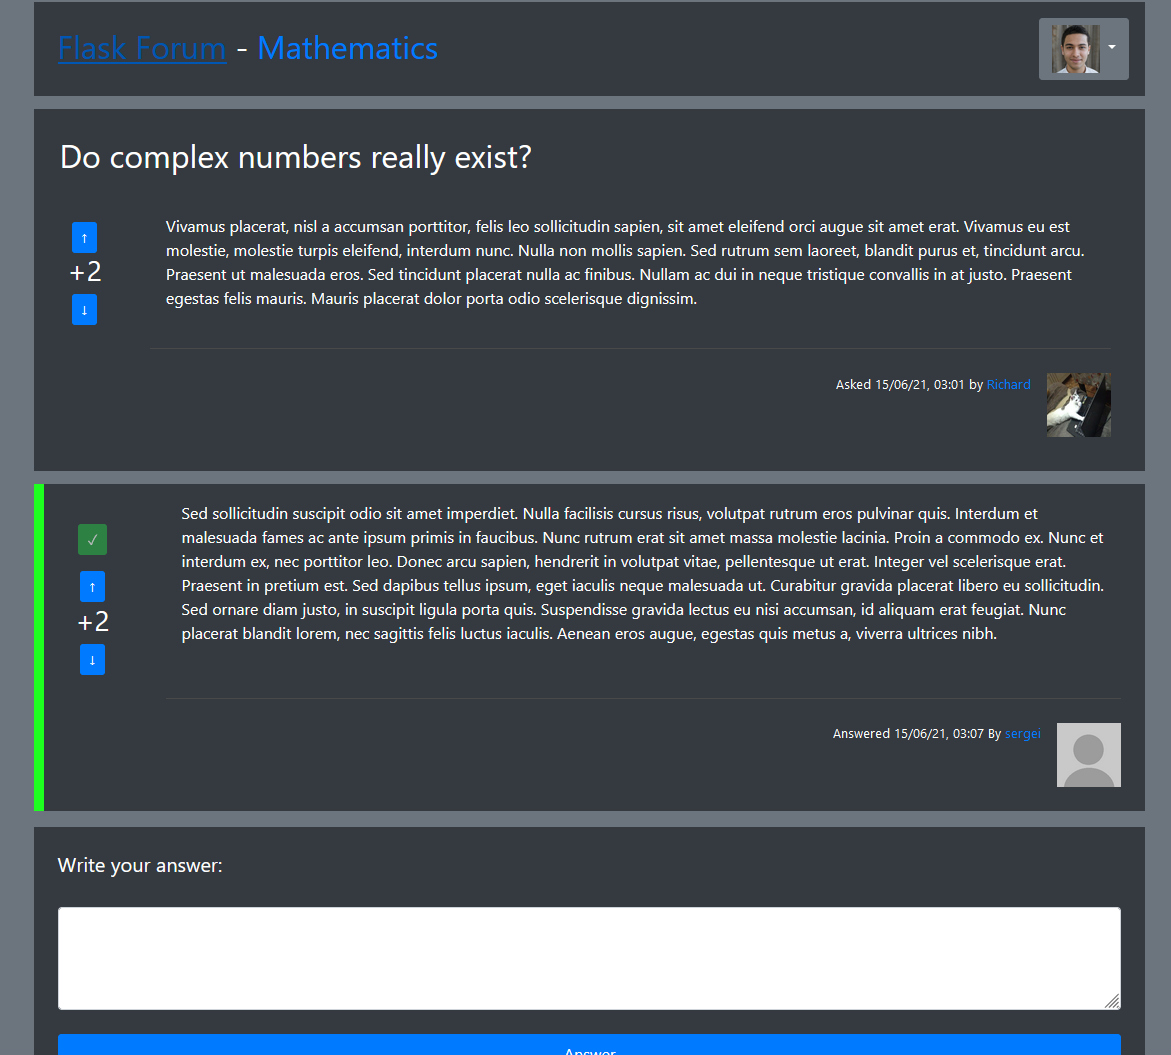 Flask Forum - Mathematics
Do complex numbers really exist?
↑
+2
↓
Vivamus placerat, nisl a accumsan porttitor, felis leo sollicitudin sapien, sit amet eleifend orci augue sit amet erat. Vivamus eu est
molestie, molestie turpis eleifend, interdum nunc. Nulla non mollis sapien. Sed rutrum sem laoreet, blandit purus et, tincidunt arcu.
Praesent ut malesuada eros. Sed tincidunt placerat nulla ac finibus. Nullam ac dui in neque tristique convallis in at justo. Praesent
egestas felis mauris. Mauris placerat dolor porta odio scelerisque dignissim.
Asked 15/06/21, 03:01 by Richard
✓
↑
+2
↓
Sed sollicitudin suscipit odio sit amet imperdiet. Nulla facilisis cursus risus, volutpat rutrum eros pulvinar quis. Interdum et
malesuada fames ac ante ipsum primis in faucibus. Nunc rutrum erat sit amet massa molestie lacinia. Proin a commodo ex. Nunc et
interdum ex, nec porttitor leo. Donec arcu sapien, hendrerit in volutpat vitae, pellentesque ut erat. Integer vel scelerisque erat.
Praesent in pretium est. Sed dapibus tellus ipsum, eget iaculis neque malesuada ut. Curabitur gravida placerat libero eu sollicitudin.
Sed ornare diam justo, in suscipit ligula porta quis. Suspendisse gravida lectus eu nisi accumsan, id aliquam erat feugiat. Nunc
placerat blandit lorem, nec sagittis felis luctus iaculis. Aenean eros augue, egestas quis metus a, viverra ultrices nibh.
Answered 15/06/21, 03:07 By sergei
Write your answer:
Answer